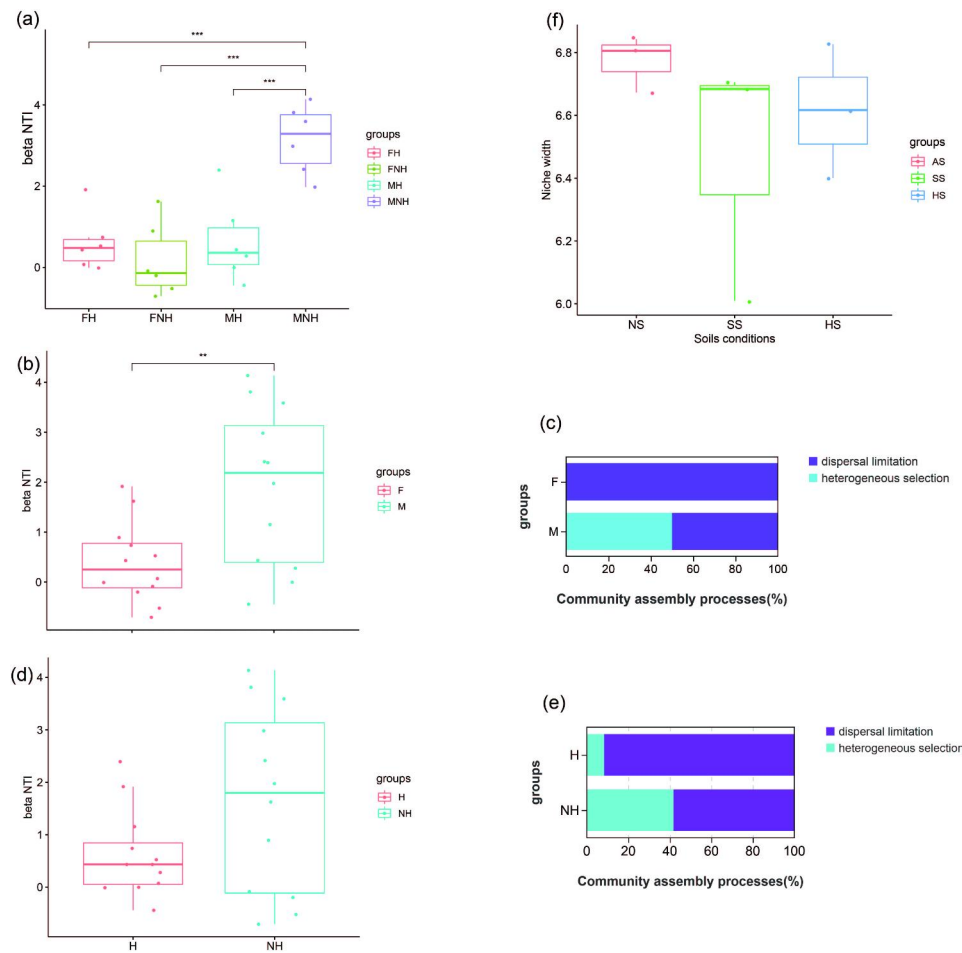 (a)
***
***
***
beta NTI
4
2
0
FH
FNH
MH
MNH
groups
FH
FNH
MH
MNH
(f)
Niche width
6.8
6.6
6.4
6.2
6.0
NS
SS
HS
Soils conditions
groups
AS
SS
HS
(b)
**
beta NTI
4
3
2
1
0
groups
F
M
(c)
groups
F
M
0 20 40 60 80 100
Community assembly processes(%)
dispersal limitation
heterogeneous selection
(d)
beta NTI
4
3
2
1
0
H
NH
groups
H
NH
(e)
groups
H
NH
0 20 40 60 80 100
Community assembly processes(%)
dispersal limitation
heterogeneous selection